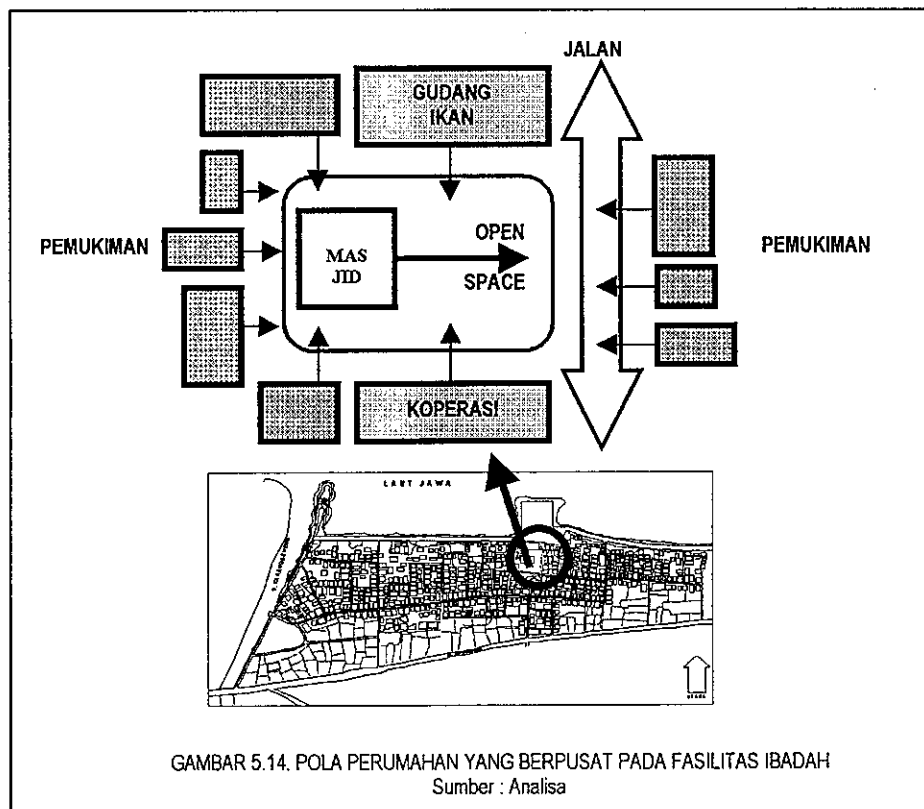 JALAN
GUDANG
IKAN
PEMUKIMAN
MAS
JID
OPEN
SPACE
PEMUKIMAN
KOPERASI
LAUT JAWA
UTARA
GAMBAR 5.14. POLA PERUMAHAN YANG BERPUSAT PADA FASILITAS IBADAH
Sumber : Analisa